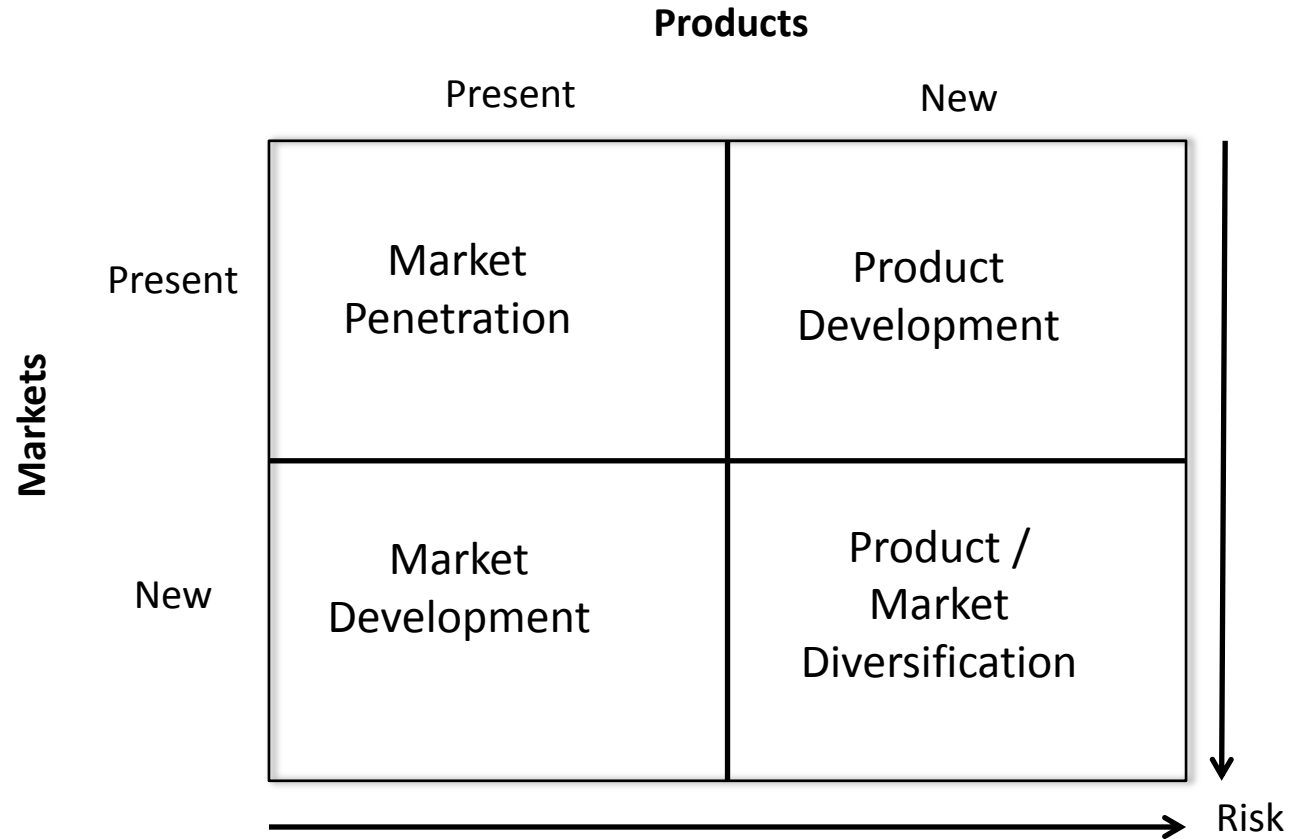 Products
Present
New
Markets
Present
Market
Penetration
Product
Development
New
Market
Development
Product /
Market
Diversification
Risk